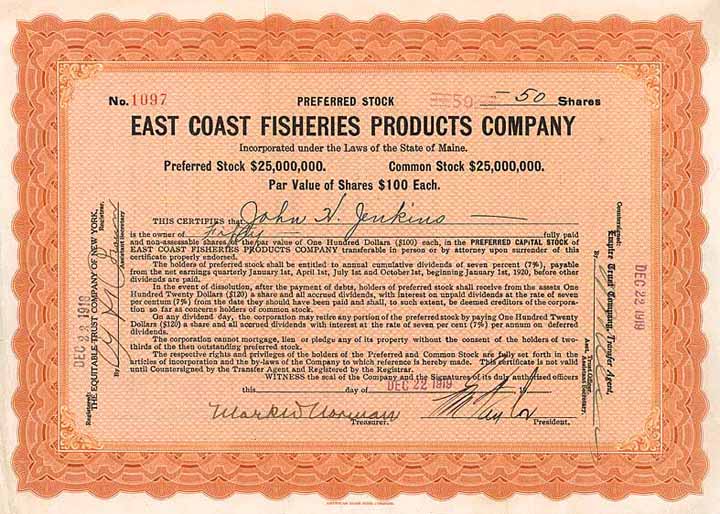 No. 1097 PREFERRED STOCK 50 50 Shares
EAST COAST FISHERIES PRODUCTS COMPANY
Incorporated under the Laws of the State of Maine.
Preferred Stock $25,000,000. Common Stock $25,000,000.
Par Value of Shares $100 Each.
THIS CERTIFIES that John H. Jenkins
is the owner of Fifty fully paid
and non-assessable shares of the par value of One Hundred Dollars ($100) each, in the PREFERRED CAPITAL STOCK of
EAST COAST FISHERIES PRODUCTS COMPANY transferable in person or by attorney upon surrender of this
certificate properly endorsed.
The holders of preferred stock shall be entitled to annual cumulative dividends of seven percent (7%), payable
from the net earnings quarterly January 1st, April 1st, July 1st and October 1st, beginning January 1st, 1920, before other
dividends are paid.
In the event of dissolution, after the payment of debts, holders of preferred stock shall receive from the assets One
Hundred Twenty Dollars ($120) a share and all accrued dividends, with interest on unpaid dividends at the rate of seven
per centum (7%) from the date they should have been paid and shall, to such extent, be deemed creditors of the corpora-
tion so far as concerns holders of common stock.
On any dividend day, the corporation may retire any portion of the preferred stock by paying One Hundred Twenty
Dollars ($120) a share and all accrued dividends with interest at the rate of seven per cent (7%) per annum on deferred
dividends.
The corporation cannot mortgage, lien or pledge any of its property without the consent of the holders of two-
thirds of the then outstanding preferred stock.
The respective rights and privileges of the holders of the Preferred and Common Stock are fully set forth in the
articles of incorporation and the by-laws of the Company to which reference is hereby made. This certificate is not valid
until Countersigned by the Transfer Agent and Registered by the Registrar.
WITNESS the seal of the Company and the Signatures of its duly authorised officers
this day of DEC 22 1919
Mark W Norman
Treasurer. President.
Registered:
DEC 22 1919
THE EQUITABLE TRUST COMPANY OF NEW YORK,
Registrar.
By
Assistant Secretary
Countersigned:
Empire Trust Company, Transfer Agent,
By
DEC 22 1919
Trust Officer.
Asst. Secretary.
AMERICAN BANK NOTE COMPANY.